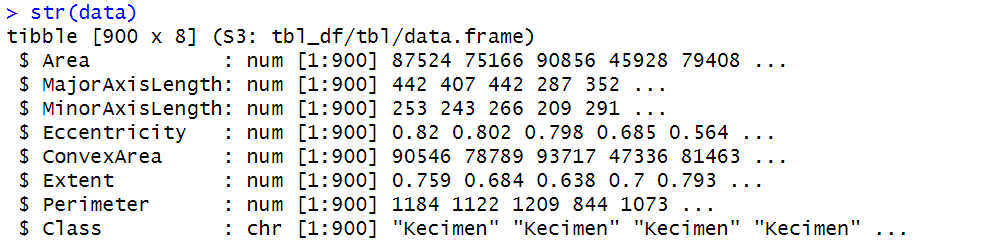 > str(data)
tibble [900 x 8] (S3: tbl_df/tbl/data.frame)
 $ Area           : num [1:900] 87524 75166 90856 45928 79408 ...
 $ MajorAxisLength: num [1:900] 442 407 442 287 352 ...
 $ MinorAxisLength: num [1:900] 253 243 266 209 291 ...
 $ Eccentricity   : num [1:900] 0.82 0.802 0.798 0.685 0.564 ...
 $ ConvexArea     : num [1:900] 90546 78789 93717 47336 81463 ...
 $ Extent         : num [1:900] 0.759 0.684 0.638 0.7 0.793 ...
 $ Perimeter      : num [1:900] 1184 1122 1209 844 1073 ...
 $ Class          : chr [1:900] "Kecimen" "Kecimen" "Kecimen" "Kecimen" ...